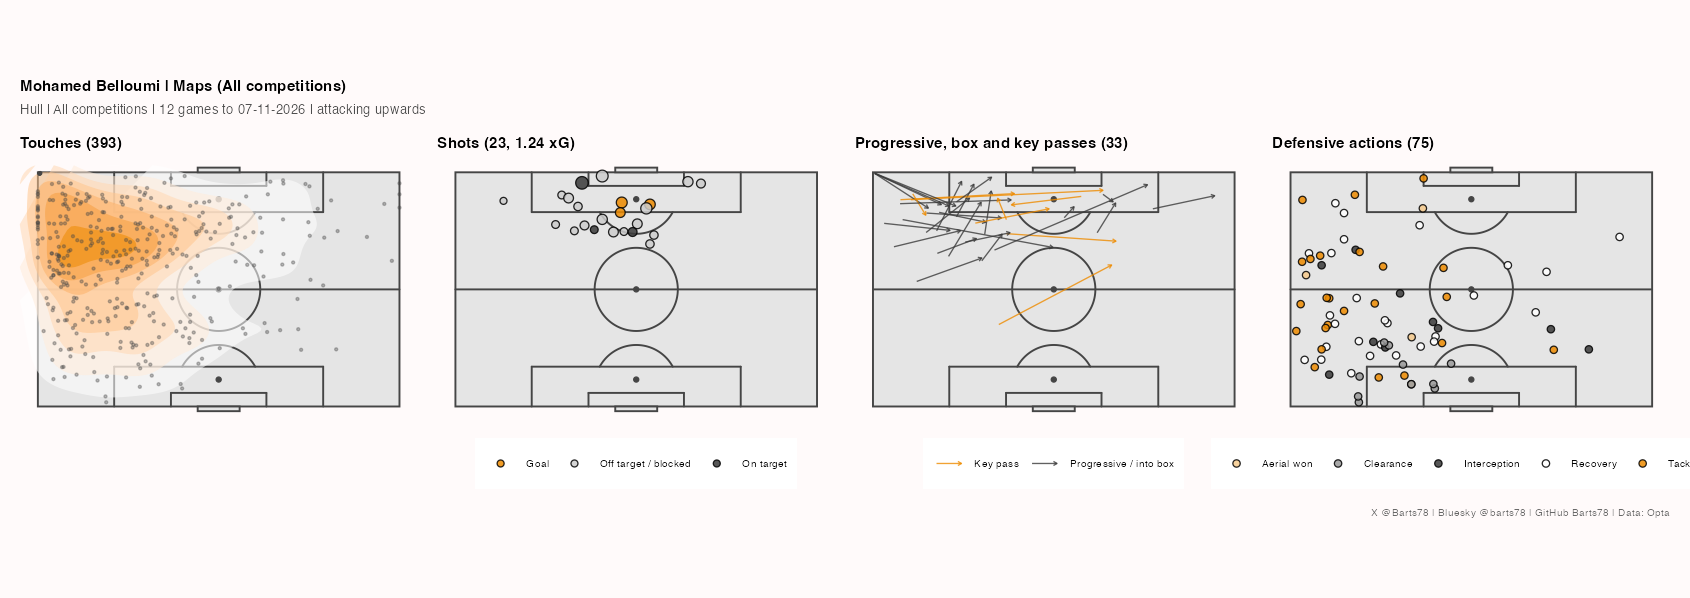 Mohamed Belloumi | Maps (All competitions)
Hull | All competitions | 12 games to 07-11-2026 | attacking upwards
Touches (393)
Shots (23, 1.24 xG)
Progressive, box and key passes (33)
Defensive actions (75)
Goal
Off target / blocked
On target
Key pass
Progressive / into box
Aerial won
Clearance
Interception
Recovery
Tack
X @Barts78 | Bluesky @barts78 | GitHub Barts78 | Data: Opta